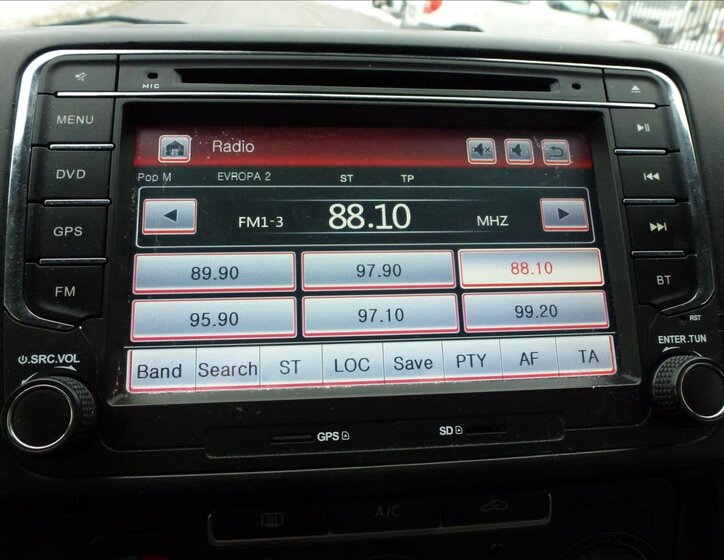 MIC
MENU
DVD
GPS
FM
Radio
Pop M EVROPA 2 ST TP
FM1-3 88.10 MHZ
89.90 97.90 88.10
95.90 97.10 99.20
Band Search ST LOC Save PTY AF TA
BT
RST
SRC.VOL
ENTER.TUN
GPS SD
A/C